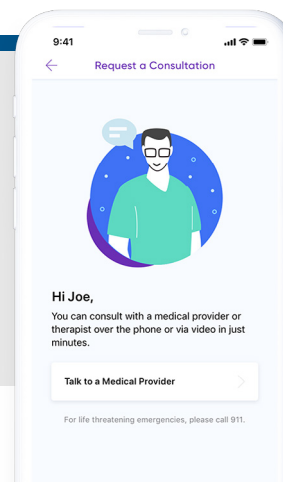 9:41
Request a Consultation
Hi Joe,
You can consult with a medical provider or
therapist over the phone or via video in just
minutes.
Talk to a Medical Provider
For life threatening emergencies, please call 911.